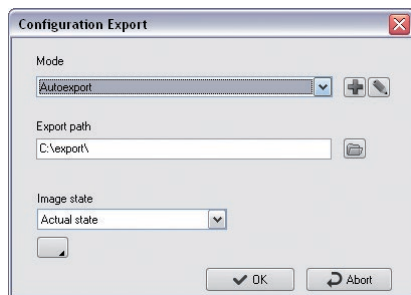 Configuration Export
Mode
Autoexport
Export path
C:\export\
Image state
Actual state
OK
Abort